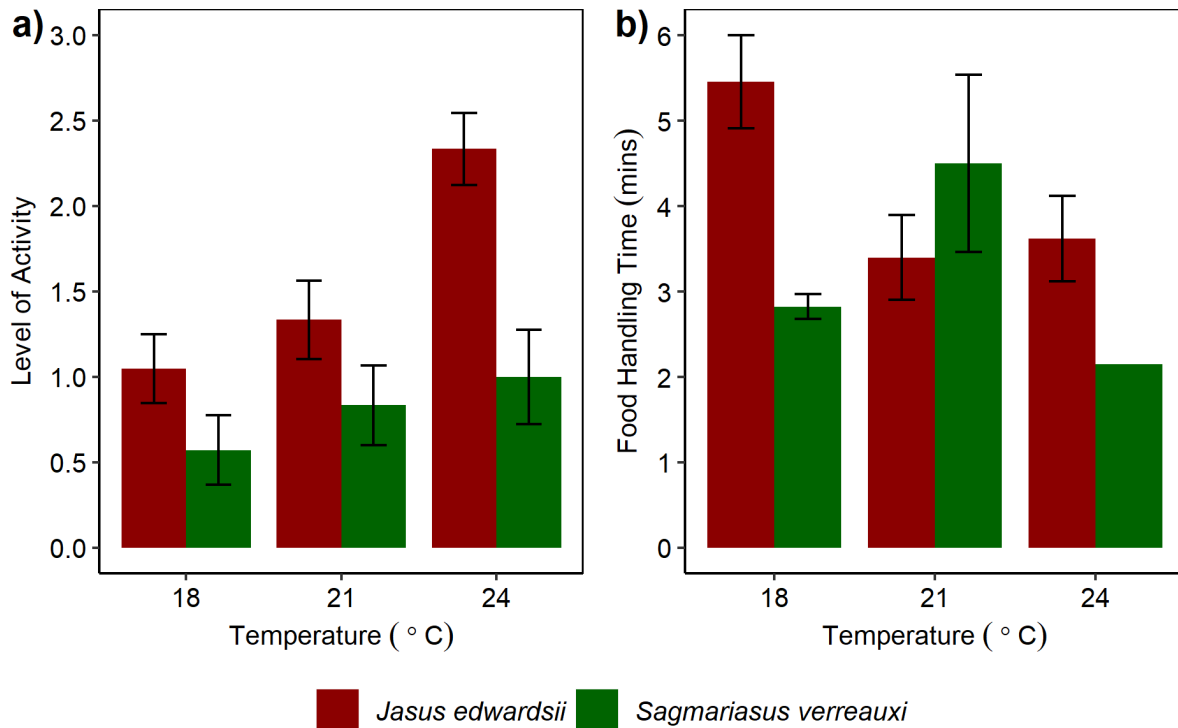 a)
Level of Activity
3.0
2.5
2.0
1.5
1.0
0.5
0.0
18 21 24
Temperature ( ° C)
b)
Food Handling Time (mins)
6
5
4
3
2
1
0
18 21 24
Temperature ( ° C)
Jasus edwardsii Sagmariasus verreauxi